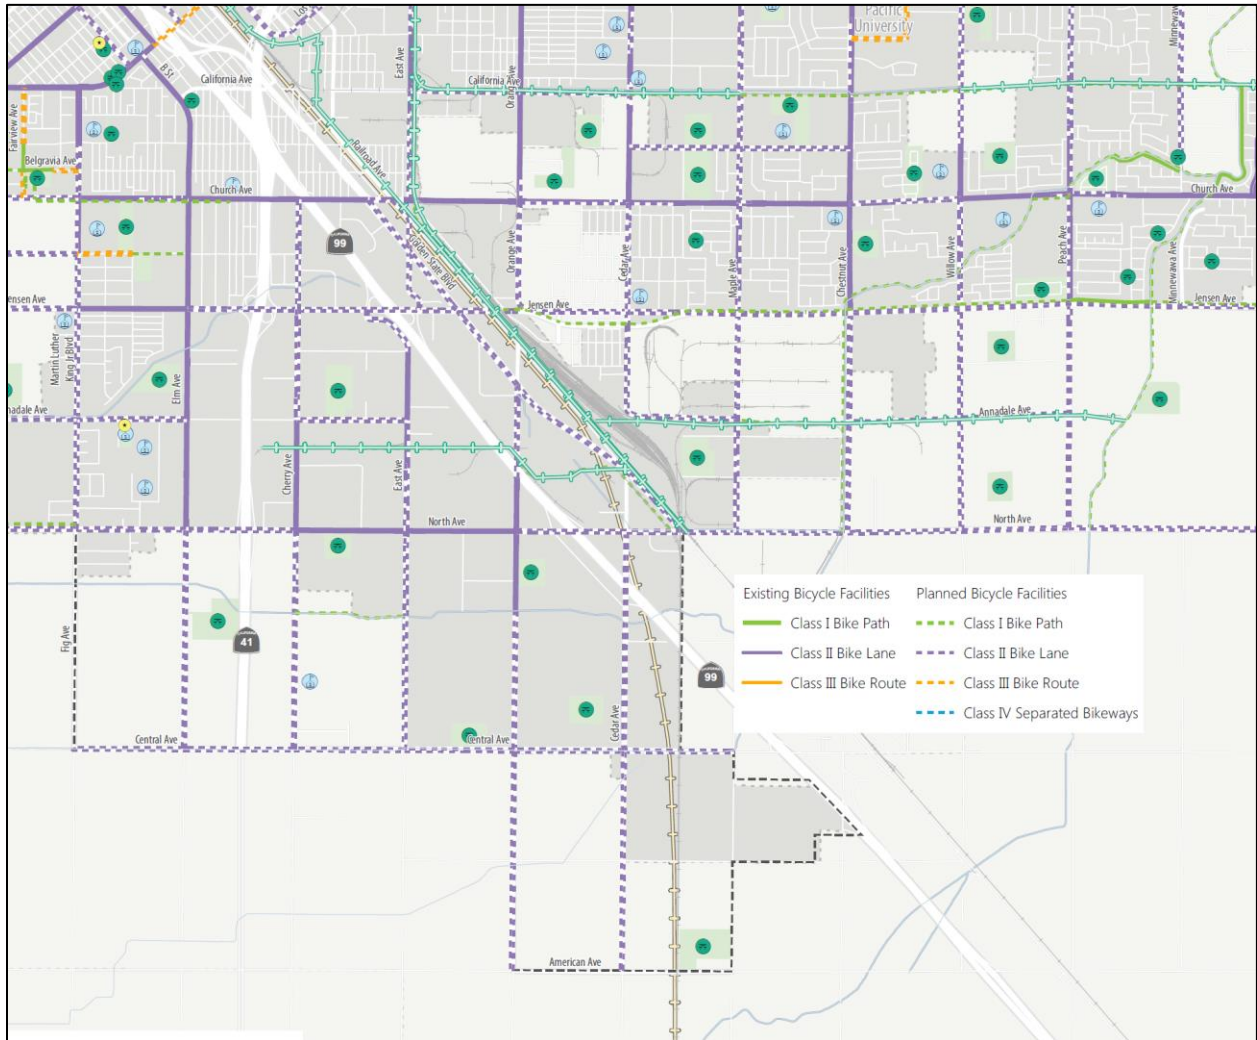 Pacific
University
Minnewa
Los
B St
California Ave
East Ave
California Ave
Orang Ave
Fairview Ave
Railroad Ave
Belgravia Ave
Church Ave
Church Ave
99
Golden State Blvd
Orange Ave
Cedar Ave
Maple Ave
Chestnut Ave
Willow Ave
Peach Ave
Minnewawa Ave
Jensen Ave
Jensen Ave
ensen Ave
Martin Luther
King Jr Blvd
Elm Ave
nadale Ave
Annadale Ave
Cherry Ave
East Ave
North Ave
North Ave
Existing Bicycle Facilities
Planned Bicycle Facilities
Class I Bike Path
Class I Bike Path
Class II Bike Lane
Class II Bike Lane
Class III Bike Route
Class III Bike Route
Class IV Separated Bikeways
Fig Ave
41
99
Cedar Ave
Central Ave
Central Ave
American Ave